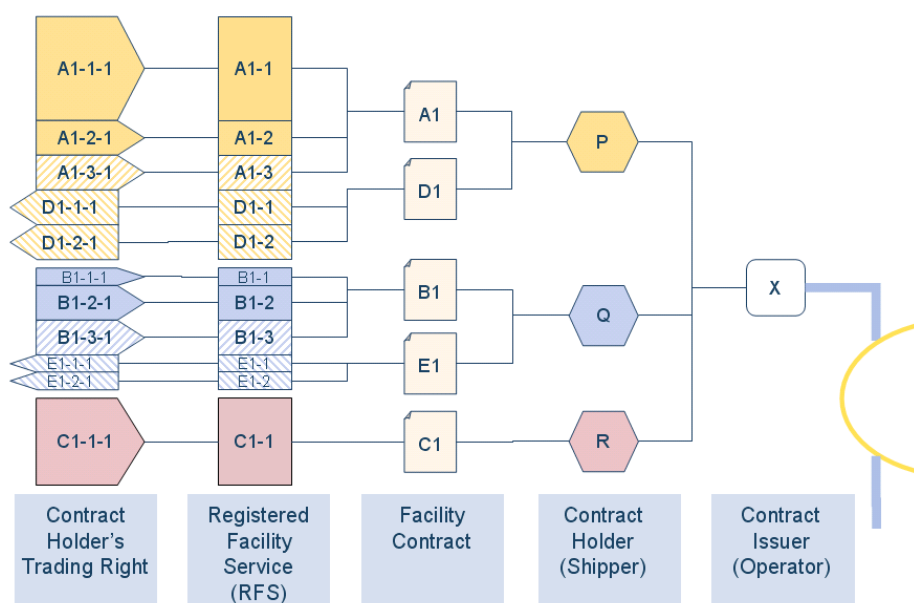 A1-1-1
A1-1
A1
A1-2-1
A1-2
P
A1-3-1
A1-3
D1
D1-1-1
D1-1
D1-2-1
D1-2
B1-1-1
B1-1
B1
X
B1-2-1
B1-2
Q
B1-3-1
B1-3
E1
E1-1-1
E1-1
E1-2-1
E1-2
C1-1-1
C1-1
C1
R
Contract
Holder's
Trading Right
Registered
Facility
Service
(RFS)
Facility
Contract
Contract
Holder
(Shipper)
Contract
Issuer
(Operator)